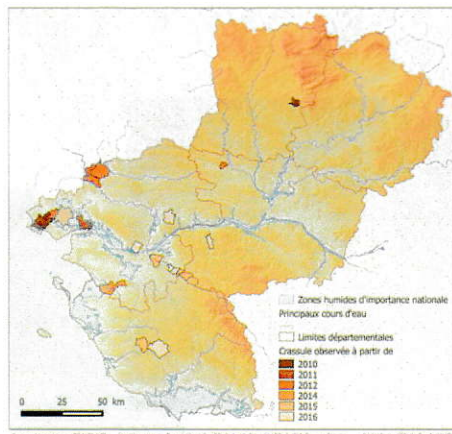 Zones humides d'importance nationale
Principaux cours d'eau
Limites départementales
Crassule observée à partir de
2010
2011
2012
2014
2015
2016
0 25 50 km